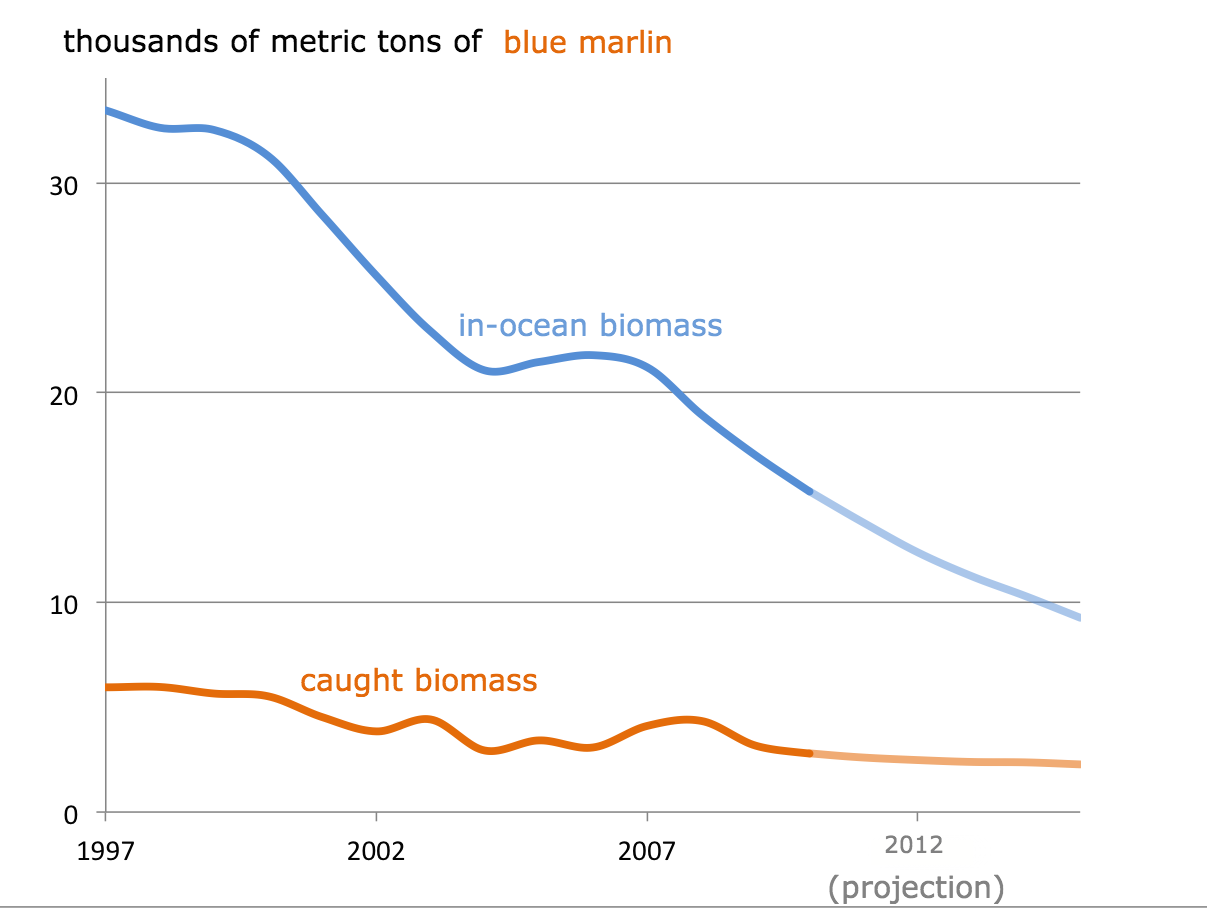 thousands of metric tons of blue marlin
30
in-ocean biomass
20
10
caught biomass
0
1997 2002 2007 2012
(projection)